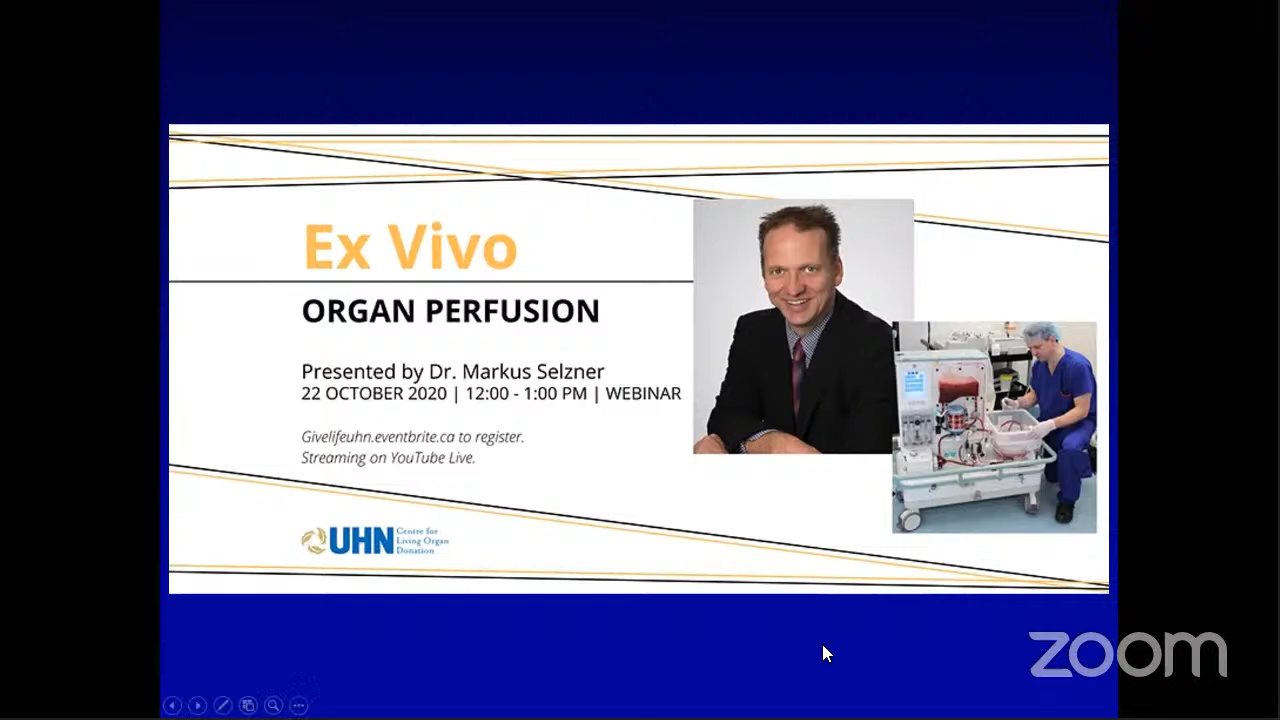 Ex Vivo
ORGAN PERFUSION
Presented by Dr. Markus Selzner
22 OCTOBER 2020 | 12:00 - 1:00 PM | WEBINAR
Givelifeuhn.eventbrite.ca to register.
Streaming on YouTube Live.
UHN Centre for
Living Organ
Donation
zoom